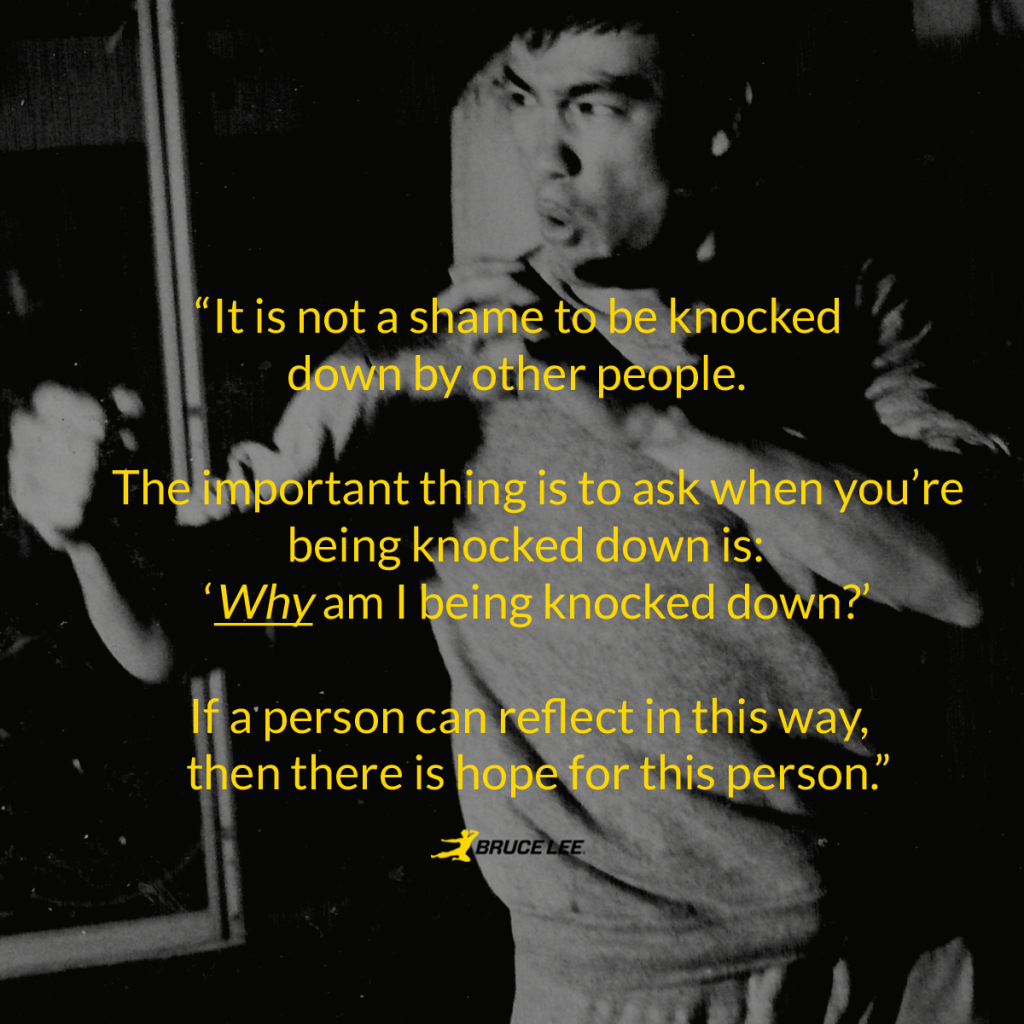 “It is not a shame to be knocked
down by other people.
The important thing is to ask when you’re
being knocked down is:
‘Why am I being knocked down?’
If a person can reflect in this way,
then there is hope for this person.”
BRUCE LEE